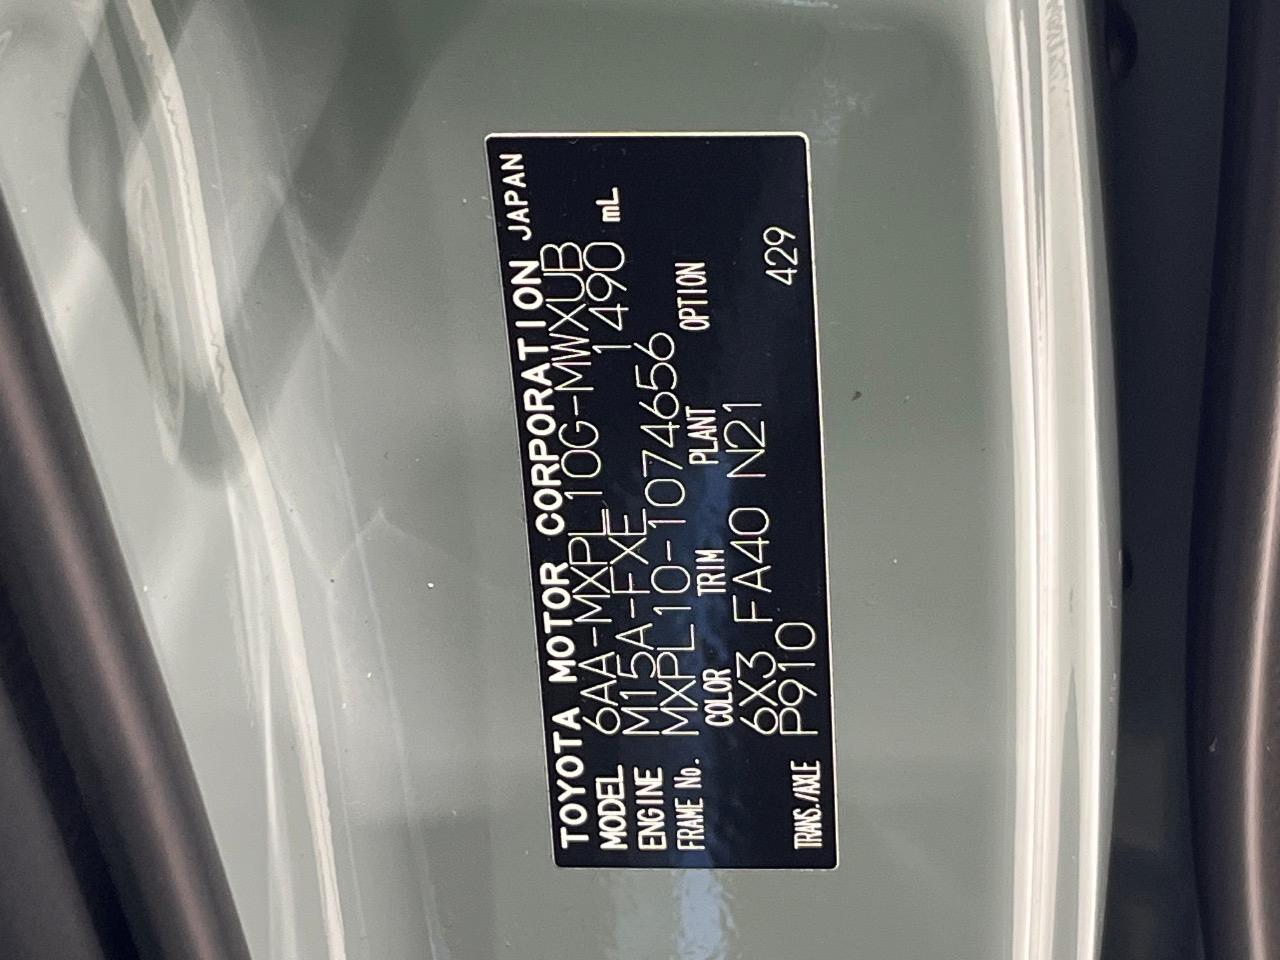 TOYOTA MOTOR CORPORATION JAPAN
MODEL 6AA-MXPL10G-MWXUB
ENGINE M15A-FXE 1490 mL
FRAME No. MXPL10-1074656
COLOR TRIM PLANT OPTION
6X3 FA40 N21
TRANS./AXLE P910 429